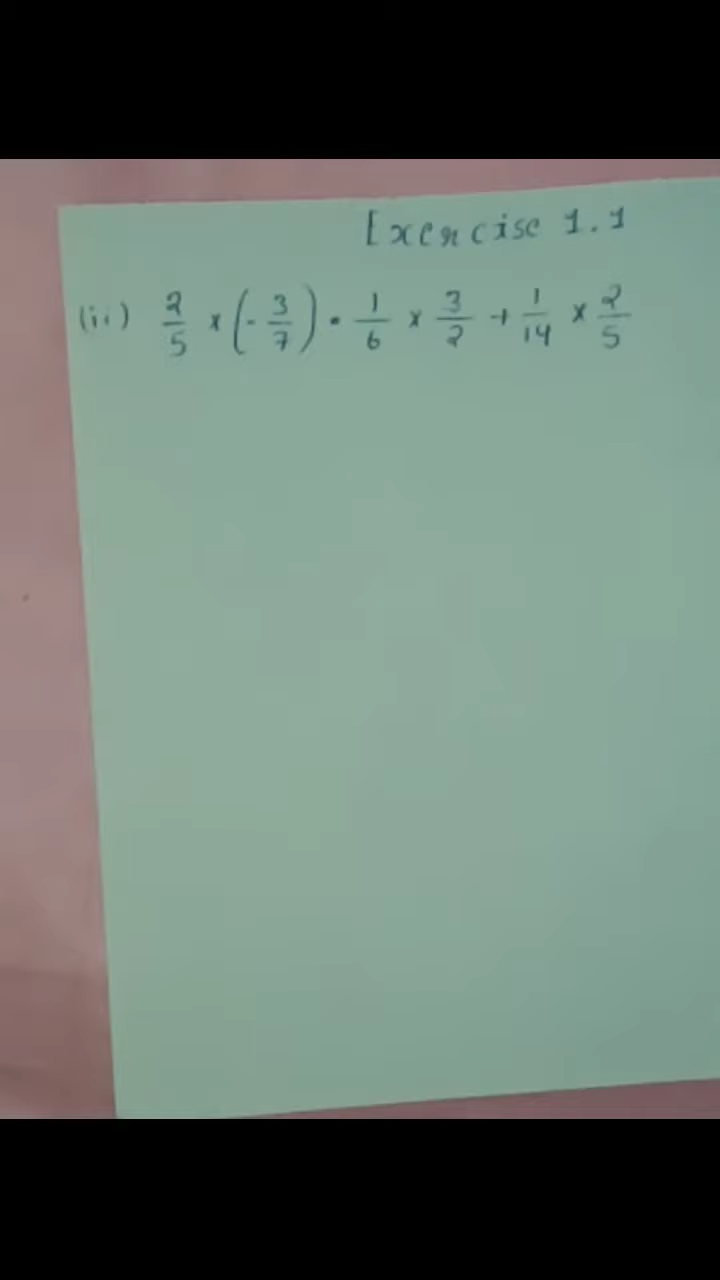 Exercise 1.1
(ii) 2/5 × (-3/7) - 1/6 × 3/2 + 1/14 × 2/5